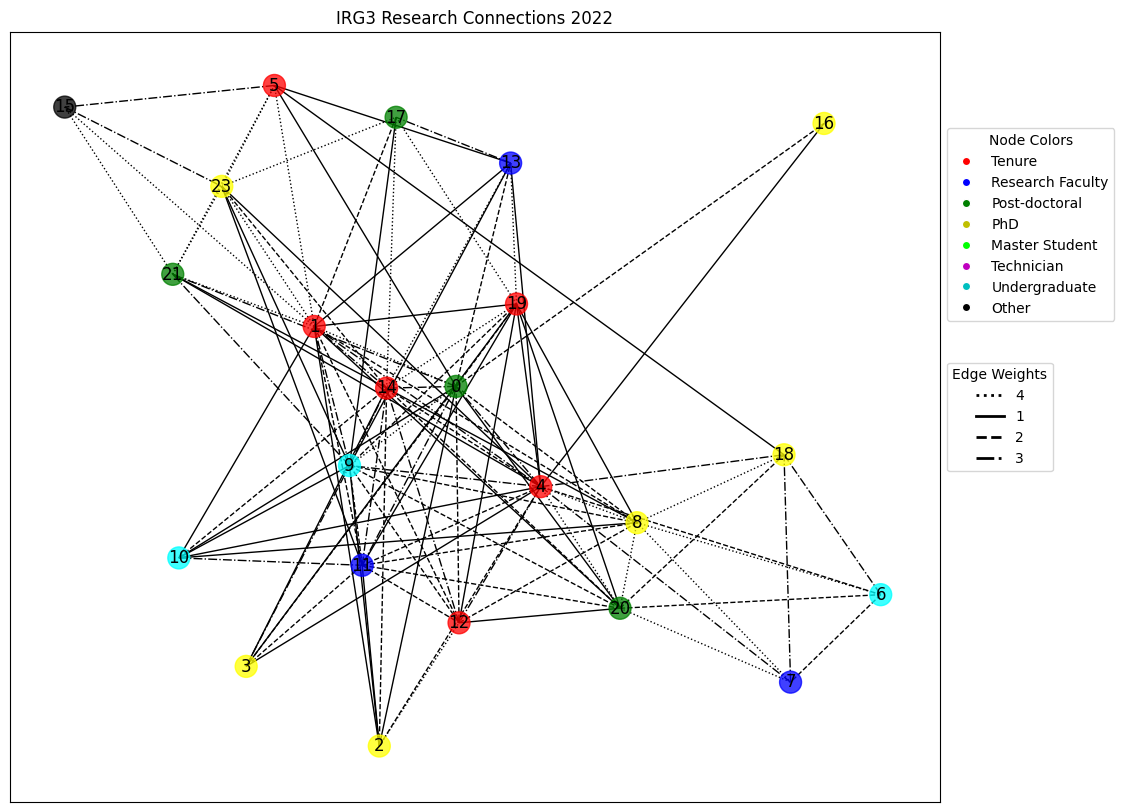 IRG3 Research Connections 2022
5
15
17
16
13
23
21
19
1
14
0
18
9
4
8
10
11
6
12
20
3
7
2
Node Colors
Tenure
Research Faculty
Post-doctoral
PhD
Master Student
Technician
Undergraduate
Other
Edge Weights
4
1
2
3